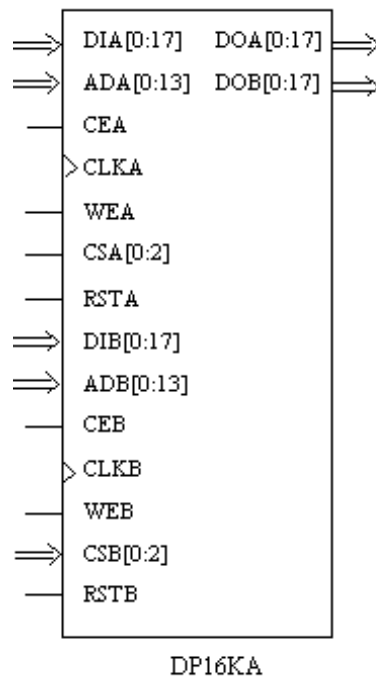 DIA[0:17] DOA[0:17]
ADA[0:13] DOB[0:17]
CEA
CLKA
WEA
CSA[0:2]
RSTA
DIB[0:17]
ADB[0:13]
CEB
CLKB
WEB
CSB[0:2]
RSTB
DP16KA